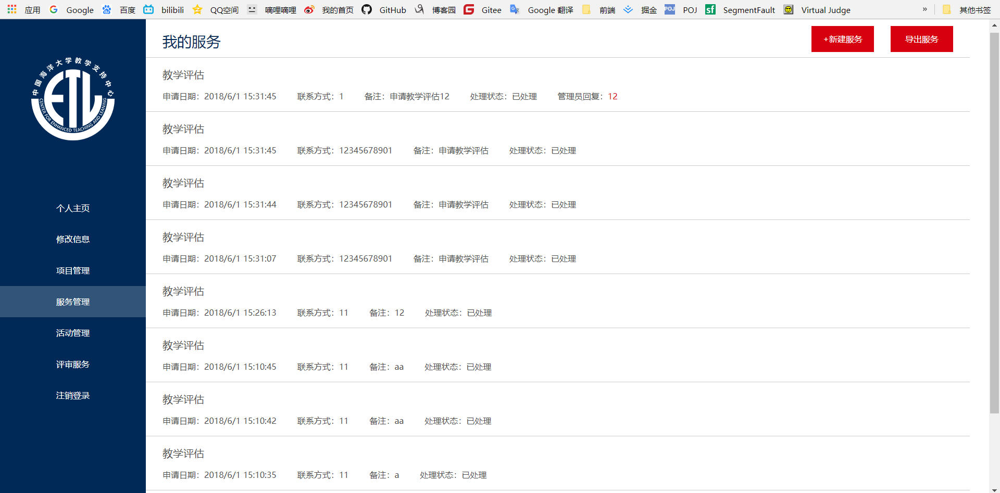 应用 Google 百度 bilibili QQ空间 嘀哩嘀哩 我的首页 GitHub 博客园 Gitee Google 翻译 前端 掘金 POJ SegmentFault Virtual Judge » 其他书签
中国海洋大学教学支持中心
ETL
CENTER FOR ENHANCED TEACHING AND LEANING
个人主页
修改信息
项目管理
服务管理
活动管理
评审服务
注销登录
我的服务
+新建服务 导出服务
教学评估
申请日期：2018/6/1 15:31:45 联系方式：1 备注：申请教学评估12 处理状态：已处理 管理员回复：12
教学评估
申请日期：2018/6/1 15:31:45 联系方式：12345678901 备注：申请教学评估 处理状态：已处理
教学评估
申请日期：2018/6/1 15:31:44 联系方式：12345678901 备注：申请教学评估 处理状态：已处理
教学评估
申请日期：2018/6/1 15:31:07 联系方式：12345678901 备注：申请教学评估 处理状态：已处理
教学评估
申请日期：2018/6/1 15:26:13 联系方式：11 备注：12 处理状态：已处理
教学评估
申请日期：2018/6/1 15:10:45 联系方式：11 备注：aa 处理状态：已处理
教学评估
申请日期：2018/6/1 15:10:42 联系方式：11 备注：aa 处理状态：已处理
教学评估
申请日期：2018/6/1 15:10:35 联系方式：11 备注：a 处理状态：已处理